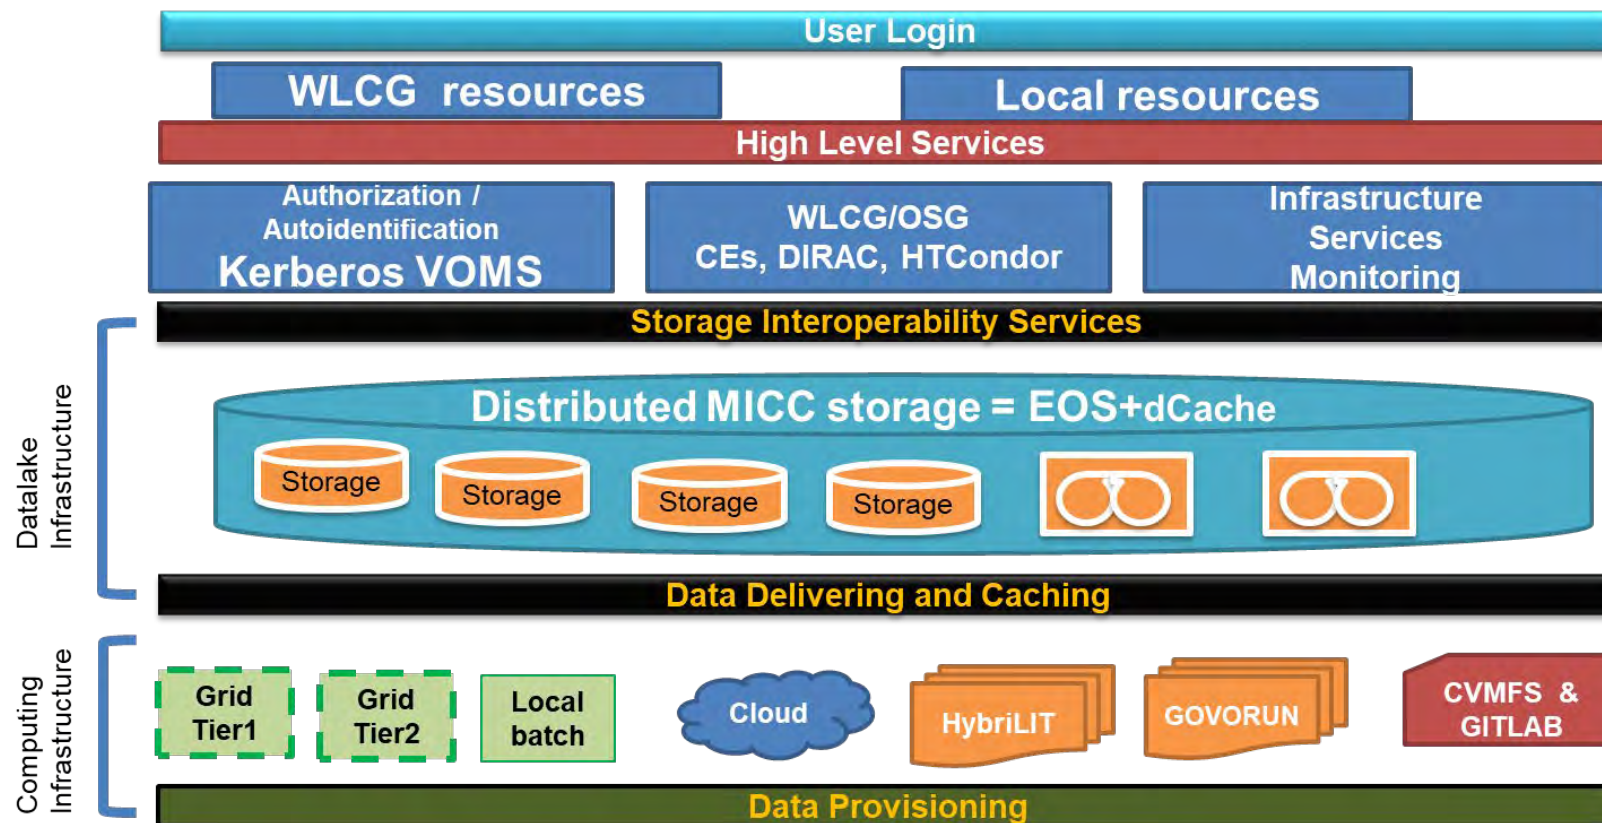 User Login
WLCG resources
Local resources
High Level Services
Authorization /
Autoidentification
Kerberos VOMS
WLCG/OSG
CEs, DIRAC, HTCondor
Infrastructure
Services
Monitoring
Storage Interoperability Services
Datalake
Infrastructure
Distributed MICC storage = EOS+dCache
Storage
Storage
Storage
Storage
Data Delivering and Caching
Computing
Infrastructure
Grid
Tier1
Grid
Tier2
Local
batch
Cloud
HybriLIT
GOVORUN
CVMFS &
GITLAB
Data Provisioning